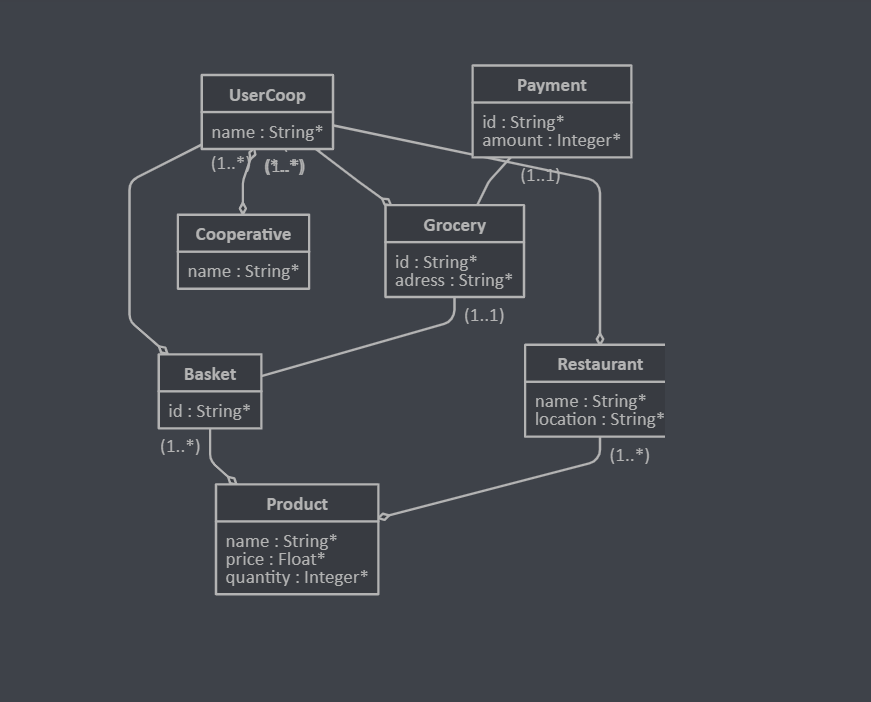 UserCoop
name : String*
Payment
id : String*
amount : Integer*
(1..*)
(1..1)
Cooperative
name : String*
Grocery
id : String*
adress : String*
(1..1)
Basket
id : String*
Restaurant
name : String*
location : String*
(1..*)
(1..*)
Product
name : String*
price : Float*
quantity : Integer*